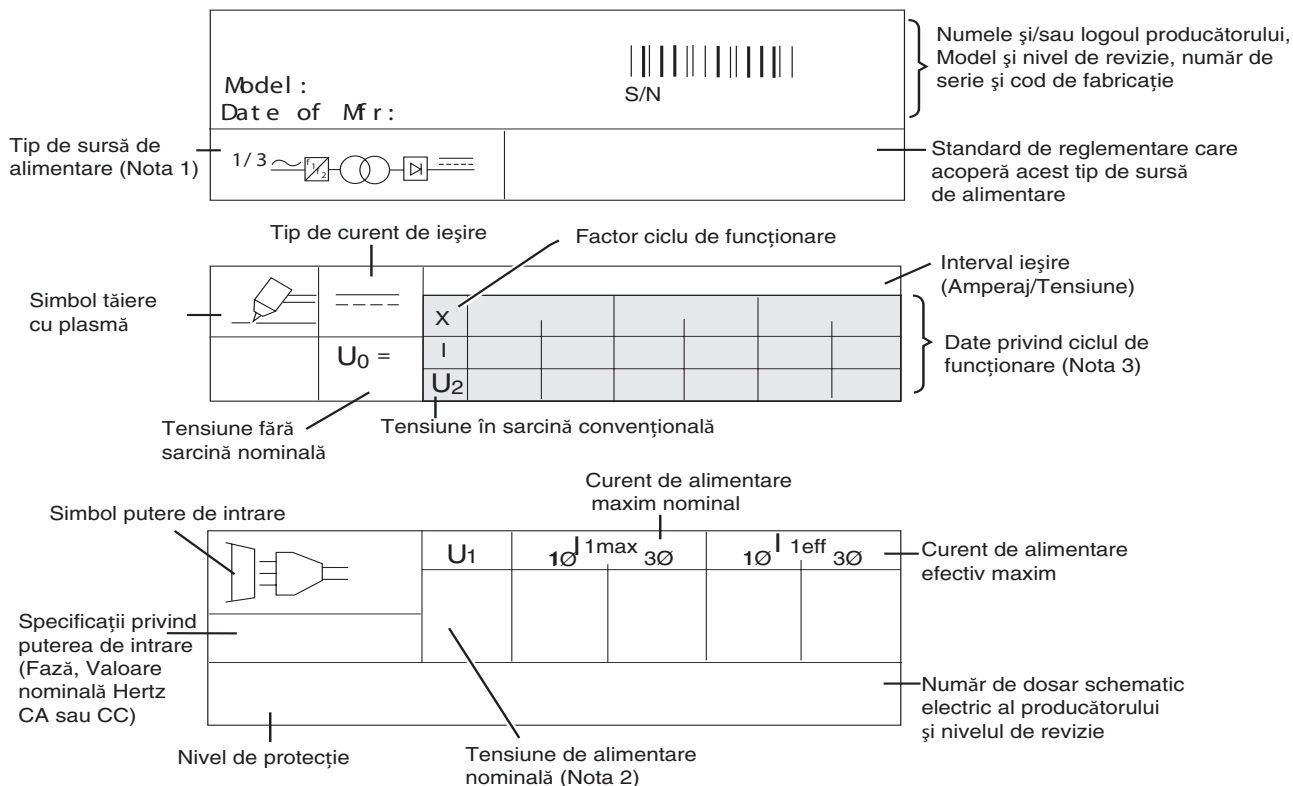 Numele şi/sau logoul producătorului,
Model şi nivel de revizie, număr de
serie şi cod de fabricaţie
Model :
Date of Mfr:
S/N
Tip de sursă de
alimentare (Nota 1)
1/3
f1
f2
Standard de reglementare care
acoperă acest tip de sursă
de alimentare
Tip de curent de ieşire
Factor ciclu de funcţionare
Interval ieşire
(Amperaj/Tensiune)
Simbol tăiere
cu plasmă
X
U0 =
I
U2
Date privind ciclul de
funcţionare (Nota 3)
Tensiune fără
sarcină nominală
Tensiune în sarcină convenţională
Curent de alimentare
maxim nominal
Simbol putere de intrare
U1
1Ø I 1max 3Ø
1Ø I 1eff 3Ø
Curent de alimentare
efectiv maxim
Specificaţii privind
puterea de intrare
(Fază, Valoare
nominală Hertz
CA sau CC)
Număr de dosar schematic
electric al producătorului
şi nivelul de revizie
Nivel de protecţie
Tensiune de alimentare
nominală (Nota 2)